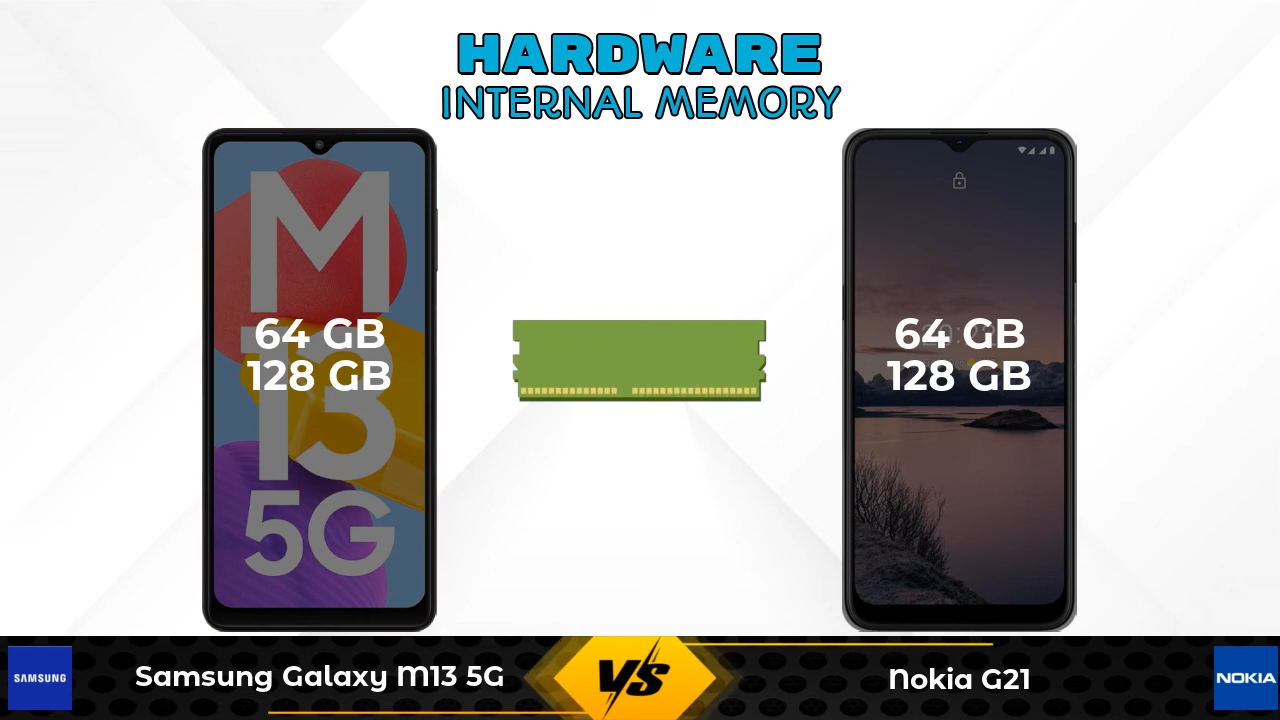 HARDWARE
INTERNAL MEMORY
M
13
5G
64 GB
128 GB
64 GB
128 GB
SAMSUNG
Samsung Galaxy M13 5G
VS
Nokia G21
NOKIA